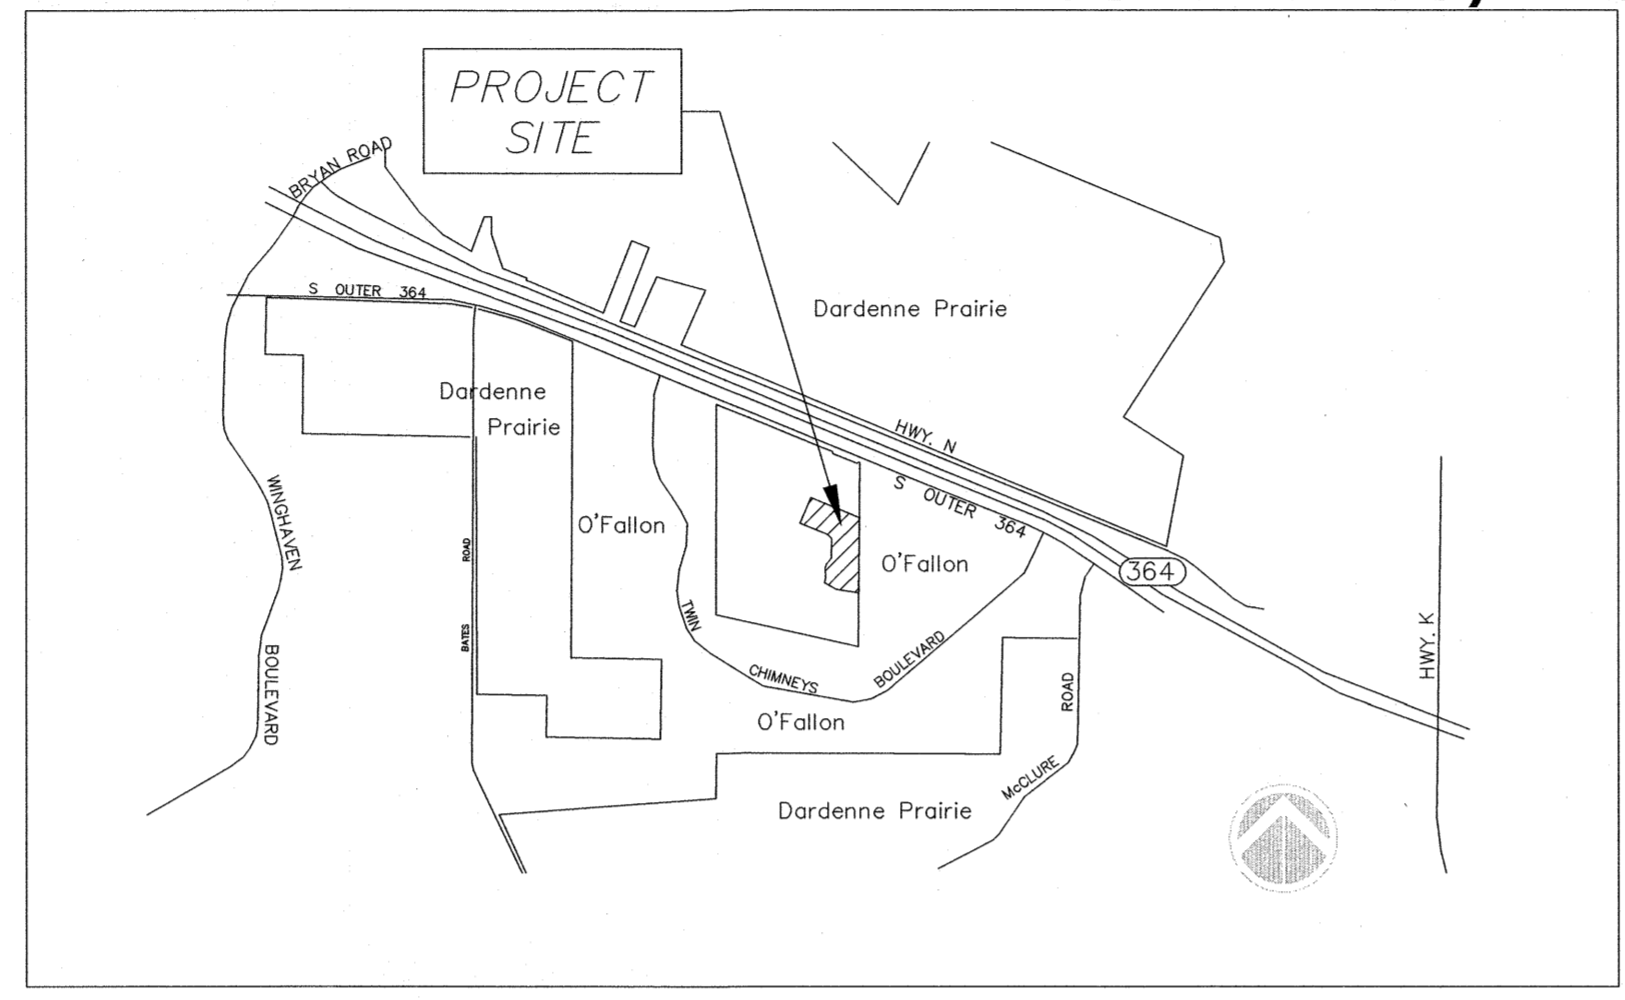 PROJECT
SITE
BRYAN ROAD
S OUTER 364
Dardenne Prairie
Dardenne
Prairie
HWY. N
WINGHAVEN
BOULEVARD
S OUTER 364
O'Fallon
O'Fallon
364
ROAD
BATES
TWIN
CHIMNEYS
BOULEVARD
HWY. K
O'Fallon
ROAD
McCLURE
Dardenne Prairie